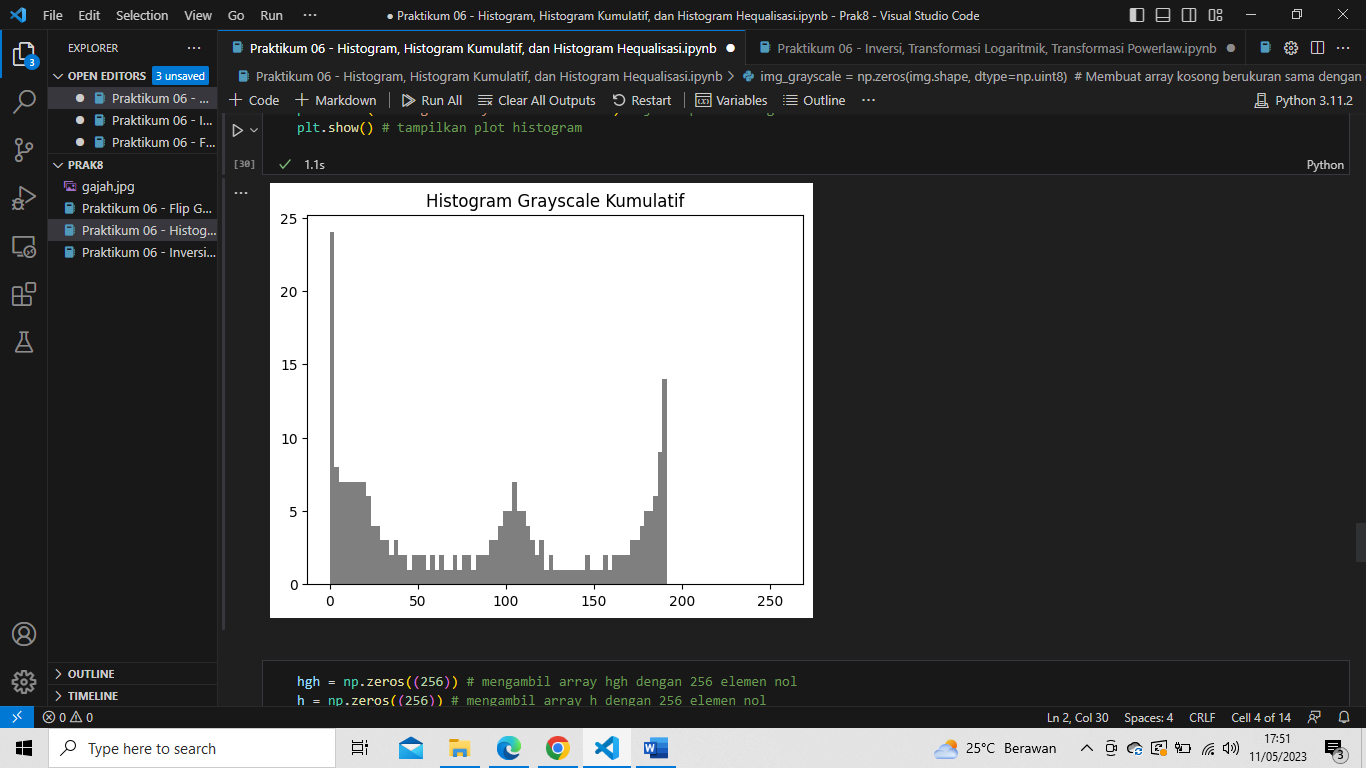 File Edit Selection View Go Run ··· ● Praktikum 06 - Histogram, Histogram Kumulatif, dan Histogram Hequalisasi.ipynb - Prak8 - Visual Studio Code
EXPLORER ···
Praktikum 06 - Histogram, Histogram Kumulatif, dan Histogram Hequalisasi.ipynb ●
Praktikum 06 - Inversi, Transformasi Logaritmik, Transformasi Powerlaw.ipynb ●
OPEN EDITORS 3 unsaved
Praktikum 06 - ...
Praktikum 06 - I...
Praktikum 06 - F...
PRAK8
gajah.jpg
Praktikum 06 - Flip G...
Praktikum 06 - Histog...
Praktikum 06 - Inversi...
OUTLINE
TIMELINE
Praktikum 06 - Histogram, Histogram Kumulatif, dan Histogram Hequalisasi.ipynb > img_grayscale = np.zeros(img.shape, dtype=np.uint8) # Membuat array kosong berukuran sama dengan
+ Code + Markdown Run All Clear All Outputs Restart Variables Outline ··· Python 3.11.2
plt.show() # tampilkan plot histogram
[30] ✓ 1.1s Python
Histogram Grayscale Kumulatif
25
20
15
10
5
0
0 50 100 150 200 250
hgh = np.zeros((256)) # mengambil array hgh dengan 256 elemen nol
h = np.zeros((256)) # mengambil array h dengan 256 elemen nol
0 0 Ln 2, Col 30 Spaces: 4 CRLF Cell 4 of 14
Type here to search
25°C Berawan
17:51
11/05/2023
3